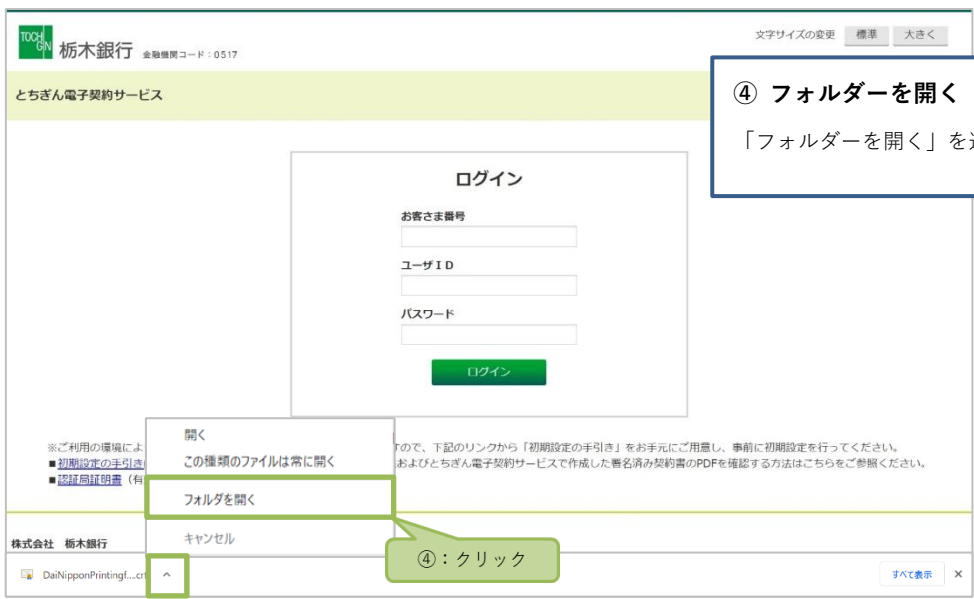 TOCHIGIN 栃木銀行 金融機関コード:0517
文字サイズの変更 標準 大きく
とちぎん電子契約サービス
④ フォルダーを開く
「フォルダーを開く」を
ログイン
お客さま番号
ユーザID
パスワード
ログイン
※ご利用の環境によ
すので、下記のリンクから「初期設定の手引き」をお手元にご用意し、事前に初期設定を行ってください。
■初期設定の手引き
およびとちぎん電子契約サービスで作成した署名済み契約書のPDFを確認する方法はこちらをご参照ください。
■認証局証明書(有
開く
この種類のファイルは常に開く
フォルダを開く
キャンセル
④:クリック
株式会社 栃木銀行
DaiNipponPrintingf....crt
すべて表示 ×